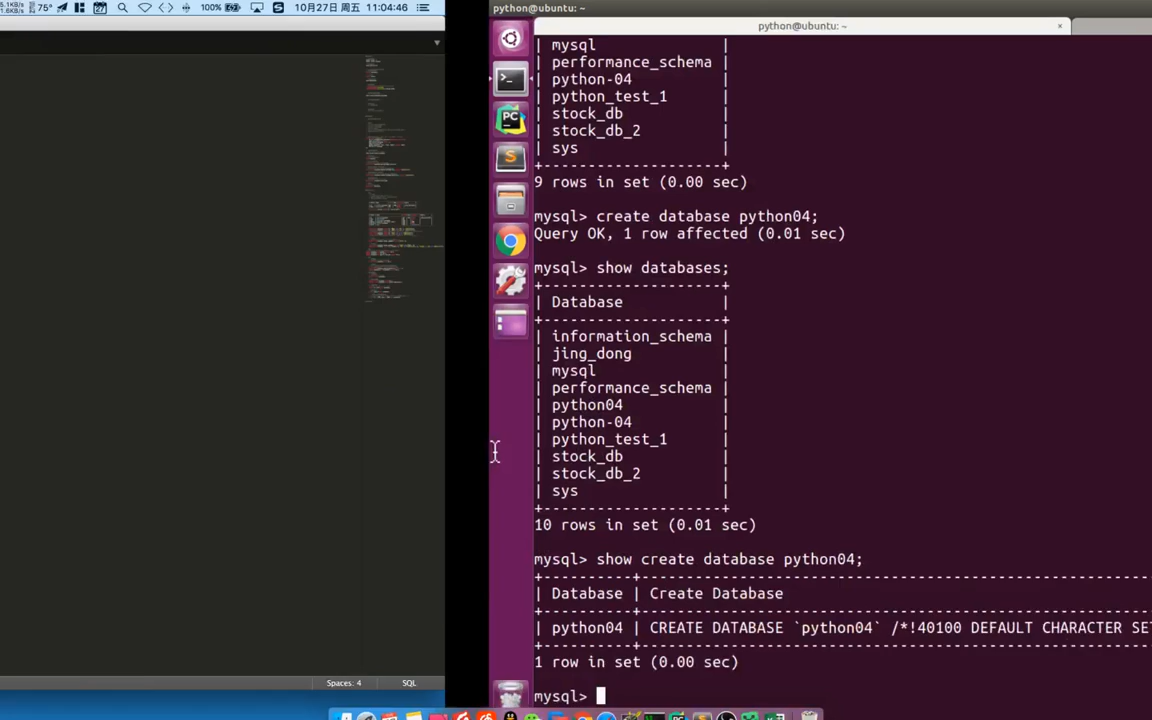 75° 100% 10月27日 周五 11:04:46
python@ubuntu: ~
python@ubuntu: ~ ×
| mysql |
| performance_schema |
| python-04 |
| python_test_1 |
| stock_db |
| stock_db_2 |
| sys |
+--------------------+
9 rows in set (0.00 sec)
mysql> create database python04;
Query OK, 1 row affected (0.01 sec)
mysql> show databases;
+--------------------+
| Database |
+--------------------+
| information_schema |
| jing_dong |
| mysql |
| performance_schema |
| python04 |
| python-04 |
| python_test_1 |
| stock_db |
| stock_db_2 |
| sys |
+--------------------+
10 rows in set (0.01 sec)
mysql> show create database python04;
| Database | Create Database
| python04 | CREATE DATABASE `python04` /*!40100 DEFAULT CHARACTER SET
1 row in set (0.00 sec)
mysql>
Spaces: 4 SQL